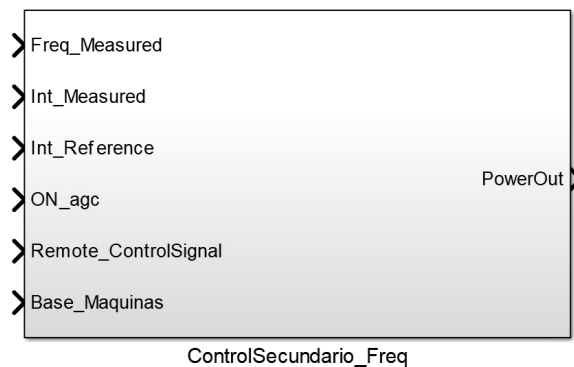 Freq_Measured
Int_Measured
Int_Reference
ON_agc
Remote_ControlSignal
Base_Maquinas
PowerOut
ControlSecundario_Freq